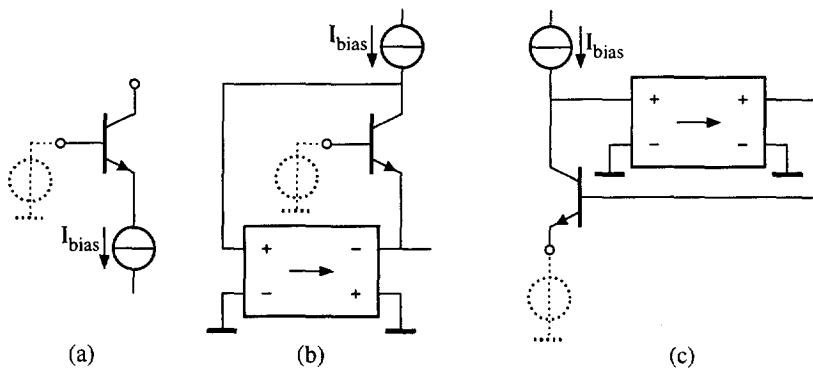 I_bias
I_bias
I_bias
+ +
- -
+ -
- +
(a)
(b)
(c)